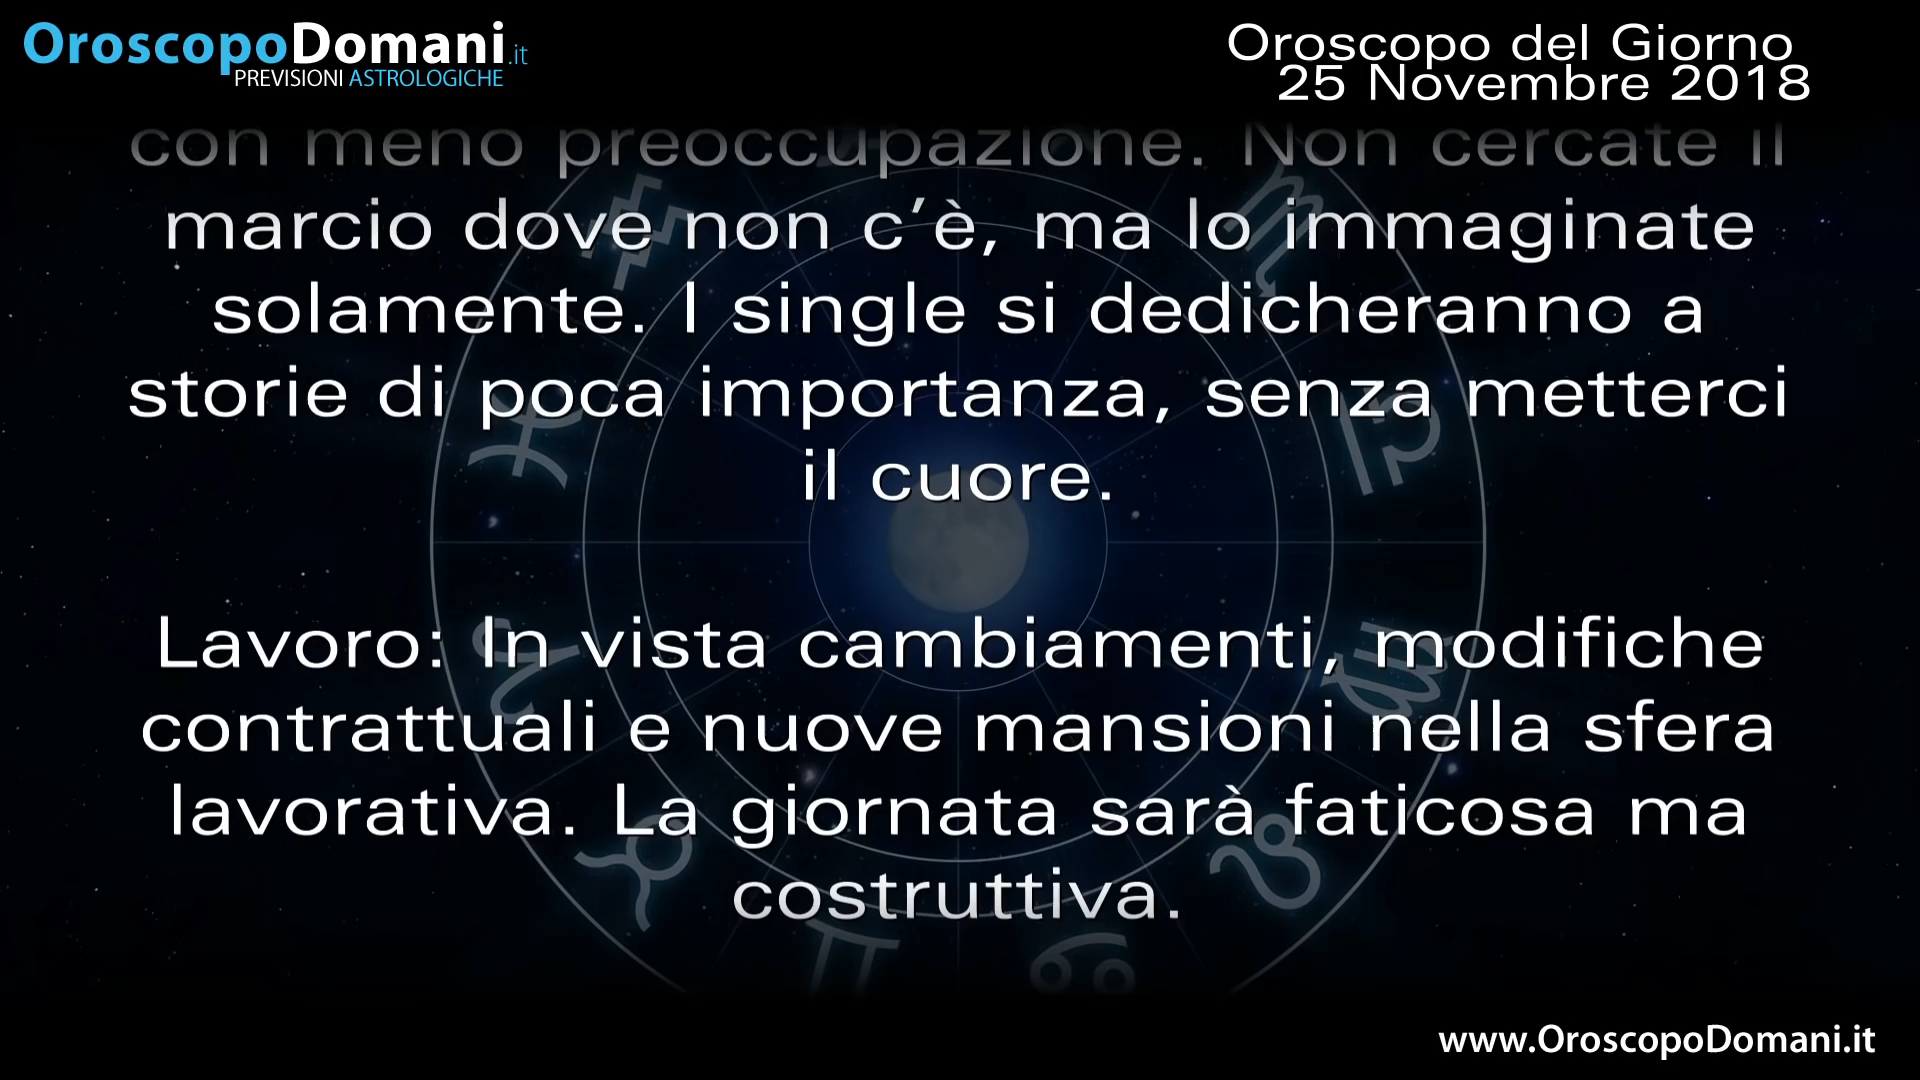 OroscopoDomani.it
PREVISIONI ASTROLOGICHE
Oroscopo del Giorno
25 Novembre 2018
con meno preoccupazione. Non cercate il
marcio dove non c’è, ma lo immaginate
solamente. I single si dedicheranno a
storie di poca importanza, senza metterci
il cuore.
Lavoro: In vista cambiamenti, modifiche
contrattuali e nuove mansioni nella sfera
lavorativa. La giornata sarà faticosa ma
costruttiva.
www.OroscopoDomani.it